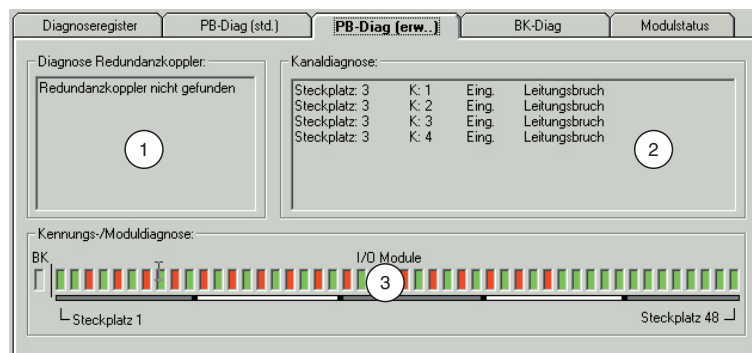 Diagnoseregister PB-Diag (std.) PB-Diag (erw..) BK-Diag Modulstatus
Diagnose Redundanzkoppler:
Redundanzkoppler nicht gefunden
1
Kanaldiagnose:
Steckplatz: 3 K: 1 Eing. Leitungsbruch
Steckplatz: 3 K: 2 Eing. Leitungsbruch
Steckplatz: 3 K: 3 Eing. Leitungsbruch
Steckplatz: 3 K: 4 Eing. Leitungsbruch
2
Kennungs-/Moduldiagnose:
BK I/O Module
3
Steckplatz 1 Steckplatz 48